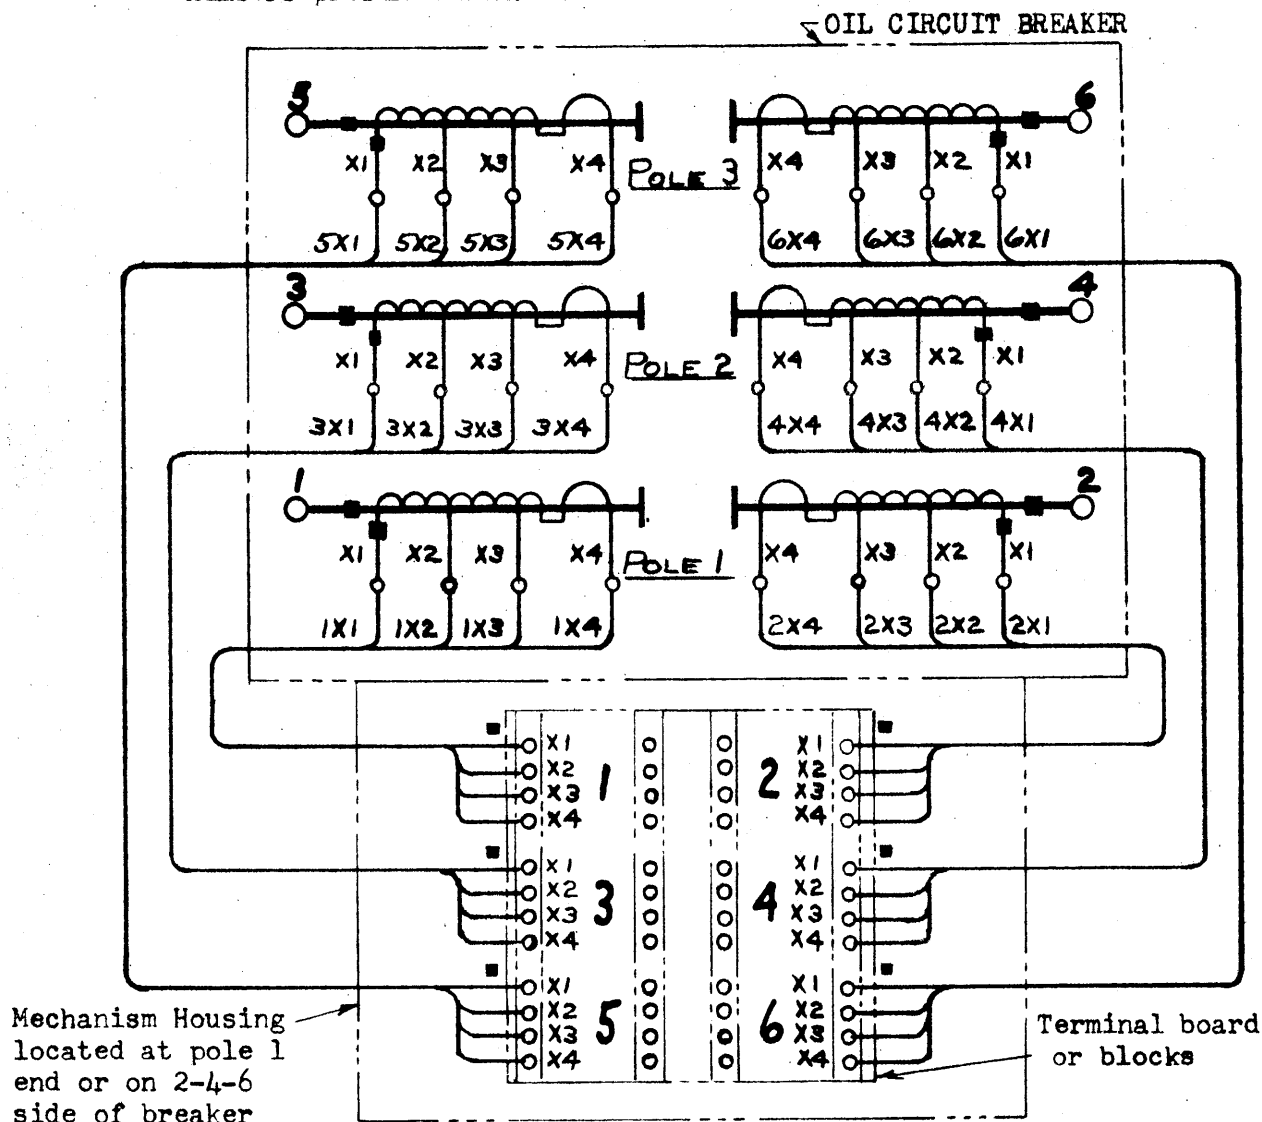 OIL CIRCUIT BREAKER
5 6
X1 X2 X3 X4 POLE 3 X4 X3 X2 X1
5X1 5X2 5X3 5X4 6X4 6X3 6X2 6X1
3 4
X1 X2 X3 X4 POLE 2 X4 X3 X2 X1
3X1 3X2 3X3 3X4 4X4 4X3 4X2 4X1
1 2
X1 X2 X3 X4 POLE 1 X4 X3 X2 X1
1X1 1X2 1X3 1X4 2X4 2X3 2X2 2X1
X1 X1
X2 1 2 X2
X3 X3
X4 X4
X1 X1
X2 3 4 X2
X3 X3
X4 X4
X1 X1
X2 5 6 X2
X3 X3
X4 X4
Mechanism Housing
located at pole 1
end or on 2-4-6
side of breaker
Terminal board
or blocks